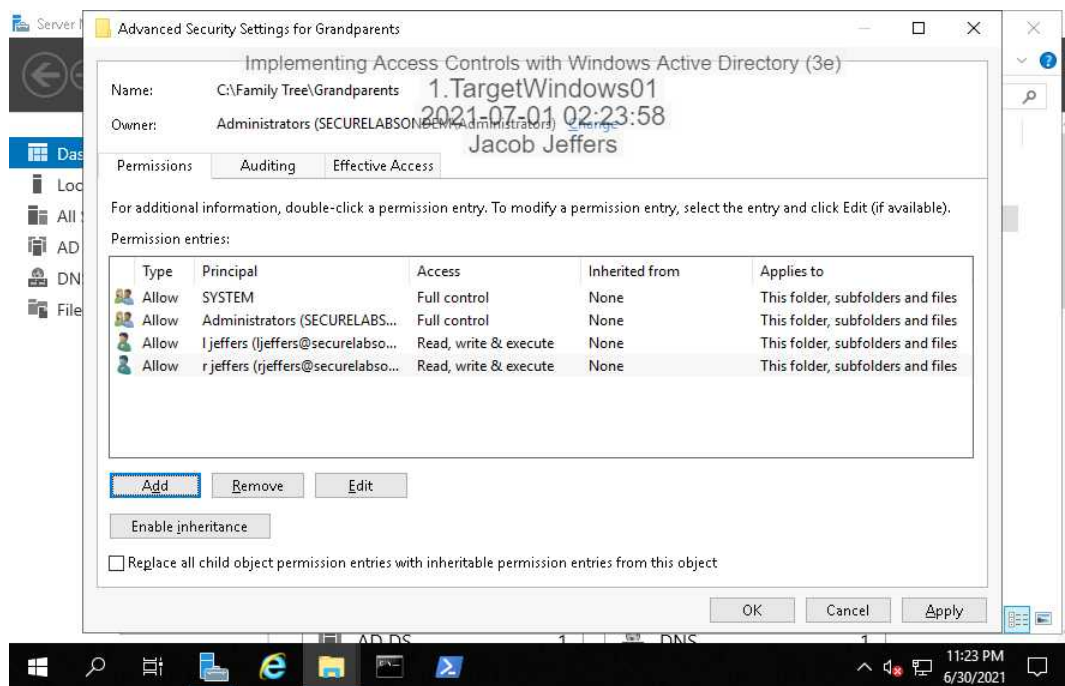 Server
Advanced Security Settings for Grandparents
Implementing Access Controls with Windows Active Directory (3e)
1.TargetWindows01
2021-07-01 02:23:58
Jacob Jeffers
Name: C:\Family Tree\Grandparents
Owner: Administrators (SECURELABSONDEM\Administrators) Change
Permissions Auditing Effective Access
For additional information, double-click a permission entry. To modify a permission entry, select the entry and click Edit (if available).
Permission entries:
Type Principal Access Inherited from Applies to
Allow SYSTEM Full control None This folder, subfolders and files
Allow Administrators (SECURELABS... Full control None This folder, subfolders and files
Allow l jeffers (ljeffers@securelabso... Read, write & execute None This folder, subfolders and files
Allow r jeffers (rjeffers@securelabso... Read, write & execute None This folder, subfolders and files
Add Remove Edit
Enable inheritance
Replace all child object permission entries with inheritable permission entries from this object
OK Cancel Apply
Das
Loc
All
AD
DN
File
AD DS 1 DNS 1
11:23 PM
6/30/2021